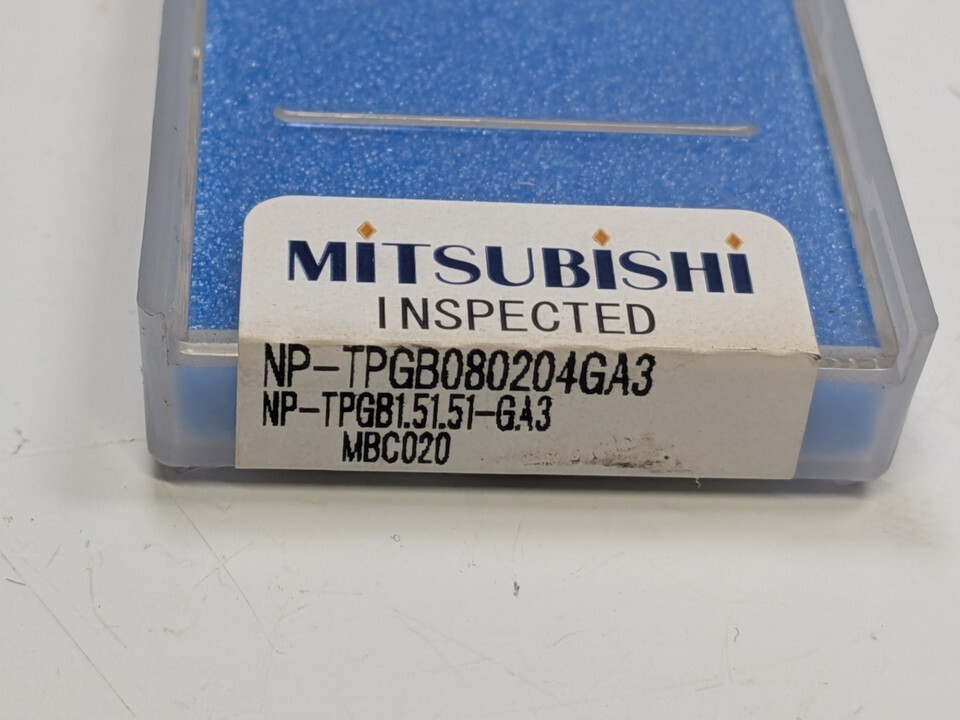 MiTSUBiSHi
INSPECTED
NP-TPGB080204GA3
NP-TPGB1.51.51-GA3
MBC020